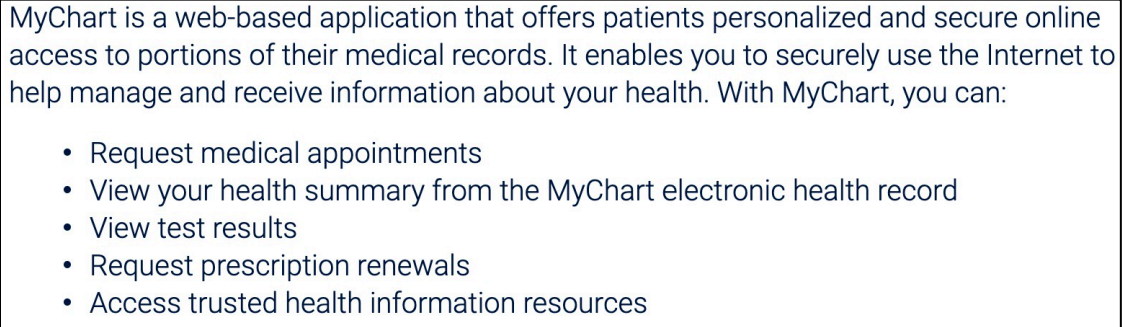 MyChart is a web-based application that offers patients personalized and secure online
access to portions of their medical records. It enables you to securely use the Internet to
help manage and receive information about your health. With MyChart, you can:
• Request medical appointments
• View your health summary from the MyChart electronic health record
• View test results
• Request prescription renewals
• Access trusted health information resources